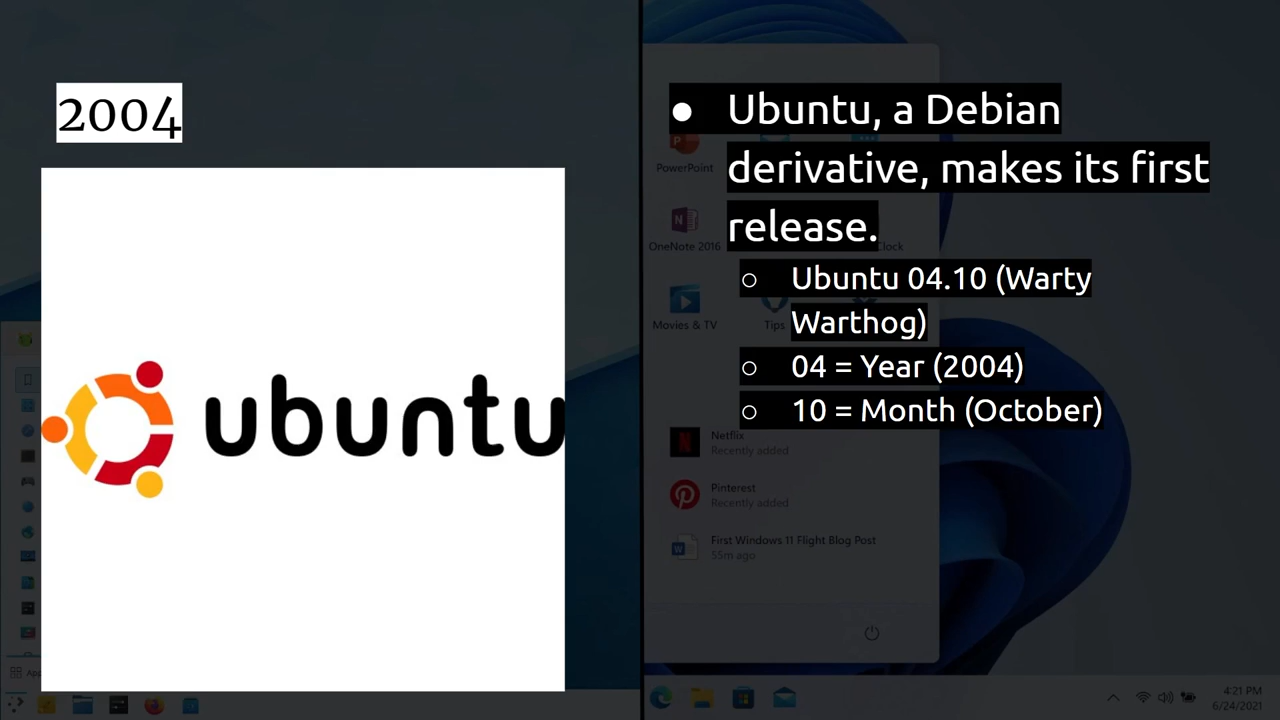 2004
ubuntu
● Ubuntu, a Debian
derivative, makes its first
release.
○ Ubuntu 04.10 (Warty
Warthog)
○ 04 = Year (2004)
○ 10 = Month (October)
PowerPoint
OneNote 2016
Clock
Movies & TV
Tips
Netflix
Recently added
Pinterest
Recently added
First Windows 11 Flight Blog Post
55m ago
App
4:21 PM
6/24/2021